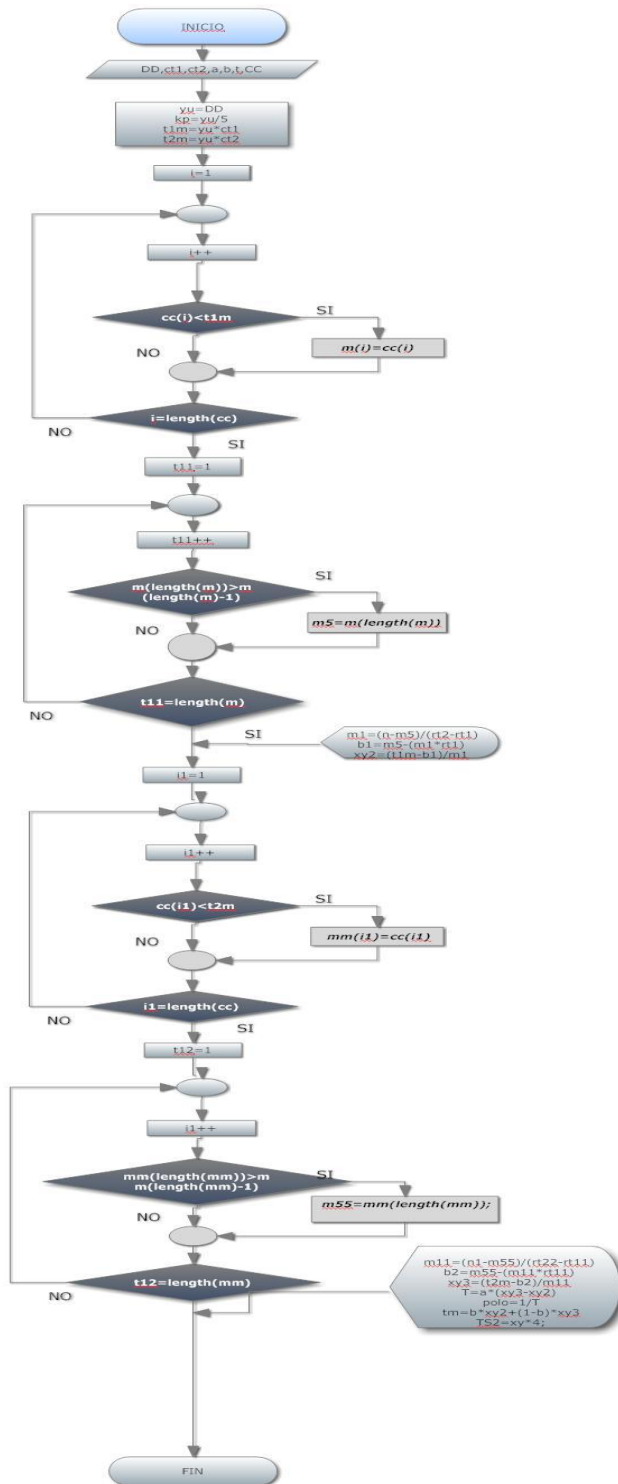 INICIO
DD,ct1,ct2,a,b,t,CC
yu=DD
kp=yu/5
t1m=yu*ct1
t2m=yu*ct2
i=1
i++
SI
cc(i)<t1m
m(i)=cc(i)
NO
i=length(cc)
NO
SI
t11=1
t11++
SI
m(length(m))>m
(length(m)-1)
m5=m(length(m))
NO
t11=length(m)
NO
SI
m1=(n-m5)/(rt2-rt1)
b1=m5-(m1*rt1)
xy2=(t1m-b1)/m1
i1=1
i1++
SI
cc(i1)<t2m
mm(i1)=cc(i1)
NO
i1=length(cc)
NO
SI
t12=1
i1++
SI
mm(length(mm))>m
m(length(mm)-1)
m55=mm(length(mm));
NO
t12=length(mm)
NO
m11=(n1-m55)/(rt22-rt11)
b2=m55-(m11*rt11)
xy3=(t2m-b2)/m11
T=a*(xy3-xy2)
polo=1/T
tm=b*xy2+(1-b)*xy3
TS2=xy*4;
FIN